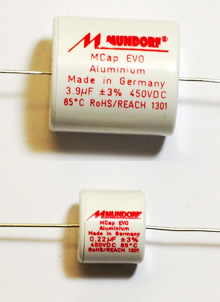 MUNDORF®
MCap EVO
Aluminium
Made in Germany
3.9µF ±3% 450VDC
85°C RoHS/REACH 1301
MUNDORF
MCap EVO
Aluminium
Made in Germany
0.22µF ±3%
450VDC 85°C
RoHS/REACH 1301